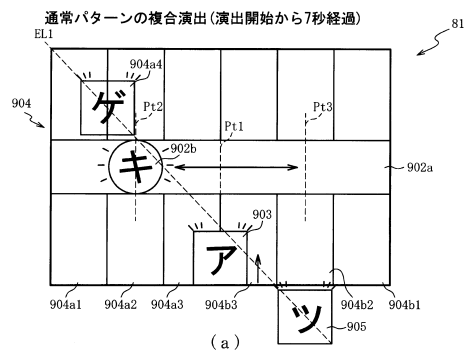 通常パターンの複合演出(演出開始から7秒経過)
EL1
81
904a4
ゲ
Pt2
Pt3
904
Pt1
902b
キ
902a
903
ア
904a1
904a2
904a3
904b3
904b2
904b1
ツ
905
(a)